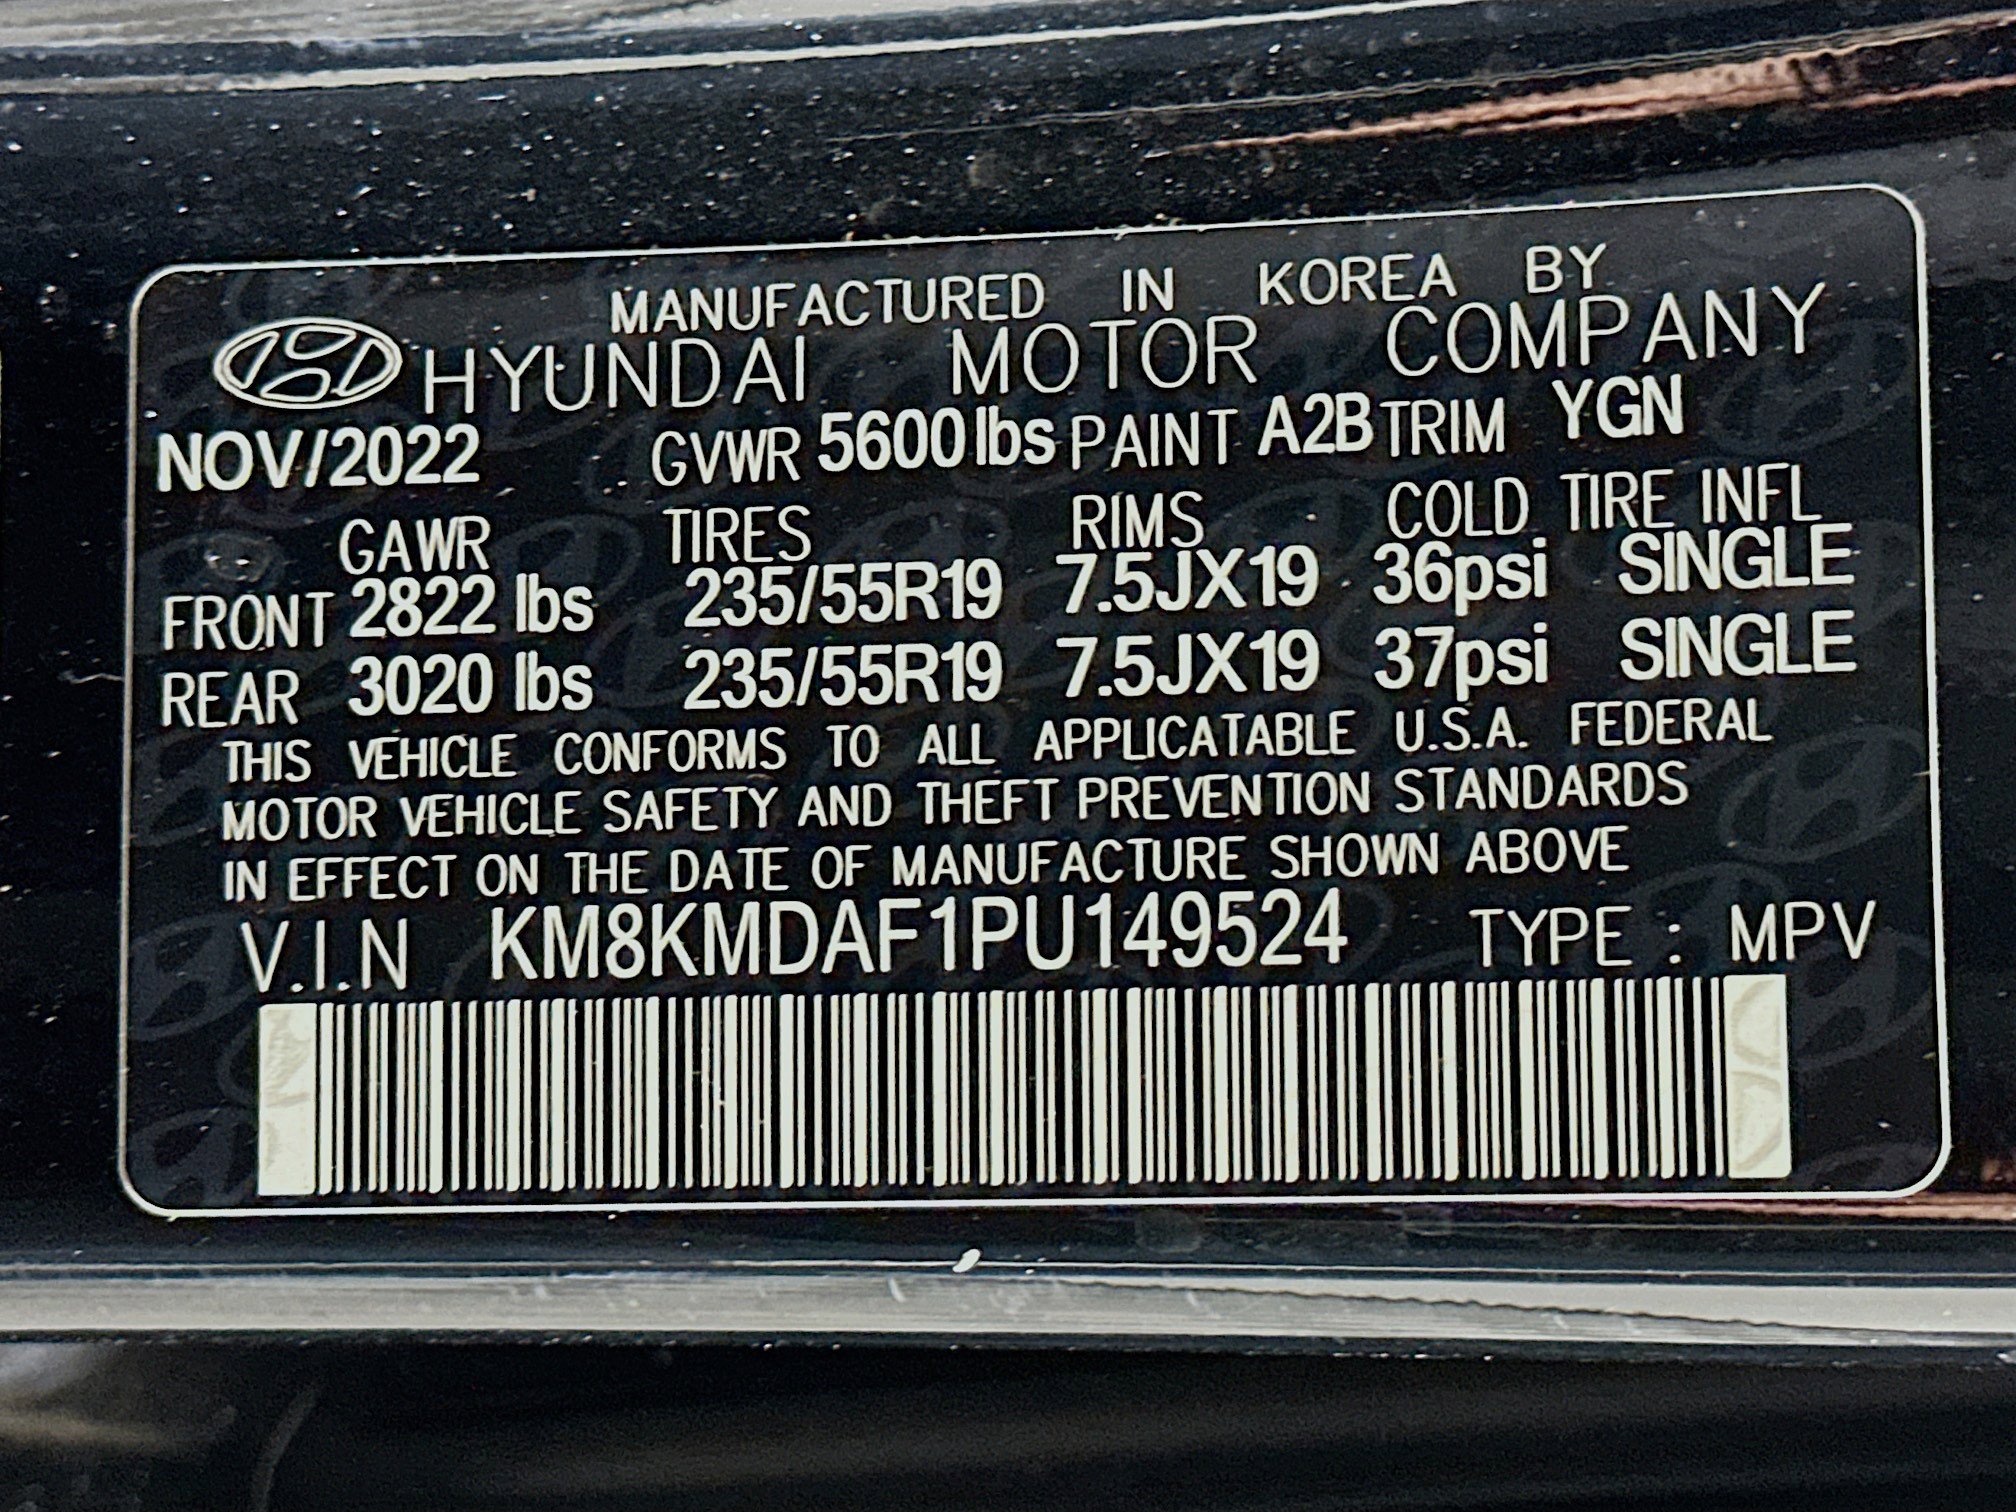 MANUFACTURED IN KOREA BY
HYUNDAI MOTOR COMPANY
NOV/2022 GVWR 5600lbs PAINT A2B TRIM YGN
GAWR TIRES RIMS COLD TIRE INFL
FRONT 2822 lbs 235/55R19 7.5JX19 36psi SINGLE
REAR 3020 lbs 235/55R19 7.5JX19 37psi SINGLE
THIS VEHICLE CONFORMS TO ALL APPLICATABLE U.S.A. FEDERAL
MOTOR VEHICLE SAFETY AND THEFT PREVENTION STANDARDS
IN EFFECT ON THE DATE OF MANUFACTURE SHOWN ABOVE
V.I.N KM8KMDAF1PU149524 TYPE : MPV